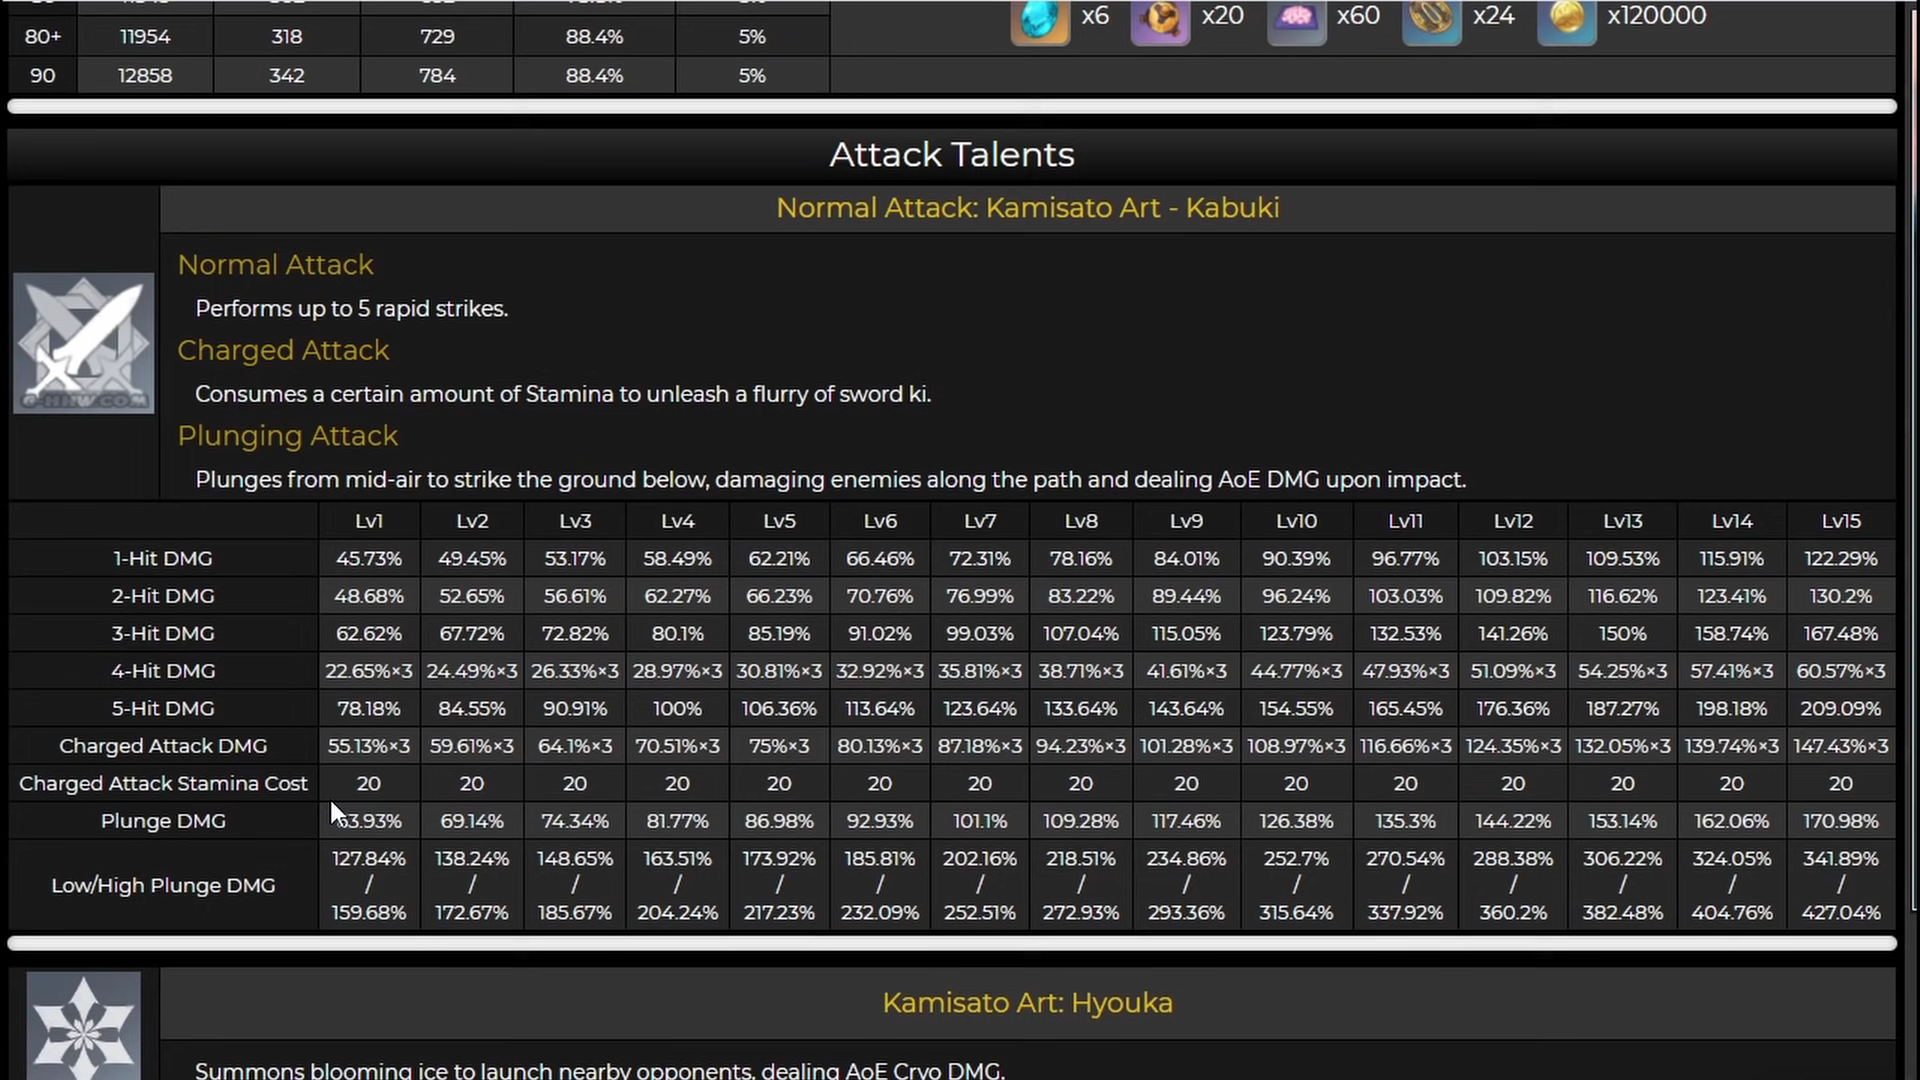 x6 x20 x60 x24 x120000
80+ 11954 318 729 88.4% 5%
90 12858 342 784 88.4% 5%
Attack Talents
Normal Attack: Kamisato Art - Kabuki
Normal Attack
Performs up to 5 rapid strikes.
Charged Attack
Consumes a certain amount of Stamina to unleash a flurry of sword ki.
Plunging Attack
Plunges from mid-air to strike the ground below, damaging enemies along the path and dealing AoE DMG upon impact.
Lv1 Lv2 Lv3 Lv4 Lv5 Lv6 Lv7 Lv8 Lv9 Lv10 Lv11 Lv12 Lv13 Lv14 Lv15
1-Hit DMG 45.73% 49.45% 53.17% 58.49% 62.21% 66.46% 72.31% 78.16% 84.01% 90.39% 96.77% 103.15% 109.53% 115.91% 122.29%
2-Hit DMG 48.68% 52.65% 56.61% 62.27% 66.23% 70.76% 76.99% 83.22% 89.44% 96.24% 103.03% 109.82% 116.62% 123.41% 130.2%
3-Hit DMG 62.62% 67.72% 72.82% 80.1% 85.19% 91.02% 99.03% 107.04% 115.05% 123.79% 132.53% 141.26% 150% 158.74% 167.48%
4-Hit DMG 22.65%×3 24.49%×3 26.33%×3 28.97%×3 30.81%×3 32.92%×3 35.81%×3 38.71%×3 41.61%×3 44.77%×3 47.93%×3 51.09%×3 54.25%×3 57.41%×3 60.57%×3
5-Hit DMG 78.18% 84.55% 90.91% 100% 106.36% 113.64% 123.64% 133.64% 143.64% 154.55% 165.45% 176.36% 187.27% 198.18% 209.09%
Charged Attack DMG 55.13%×3 59.61%×3 64.1%×3 70.51%×3 75%×3 80.13%×3 87.18%×3 94.23%×3 101.28%×3 108.97%×3 116.66%×3 124.35%×3 132.05%×3 139.74%×3 147.43%×3
Charged Attack Stamina Cost 20 20 20 20 20 20 20 20 20 20 20 20 20 20 20
Plunge DMG 63.93% 69.14% 74.34% 81.77% 86.98% 92.93% 101.1% 109.28% 117.46% 126.38% 135.3% 144.22% 153.14% 162.06% 170.98%
127.84% 138.24% 148.65% 163.51% 173.92% 185.81% 202.16% 218.51% 234.86% 252.7% 270.54% 288.38% 306.22% 324.05% 341.89%
Low/High Plunge DMG / / / / / / / / / / / / / / /
159.68% 172.67% 185.67% 204.24% 217.23% 232.09% 252.51% 272.93% 293.36% 315.64% 337.92% 360.2% 382.48% 404.76% 427.04%
Kamisato Art: Hyouka
Summons blooming ice to launch nearby opponents, dealing AoE Cryo DMG.